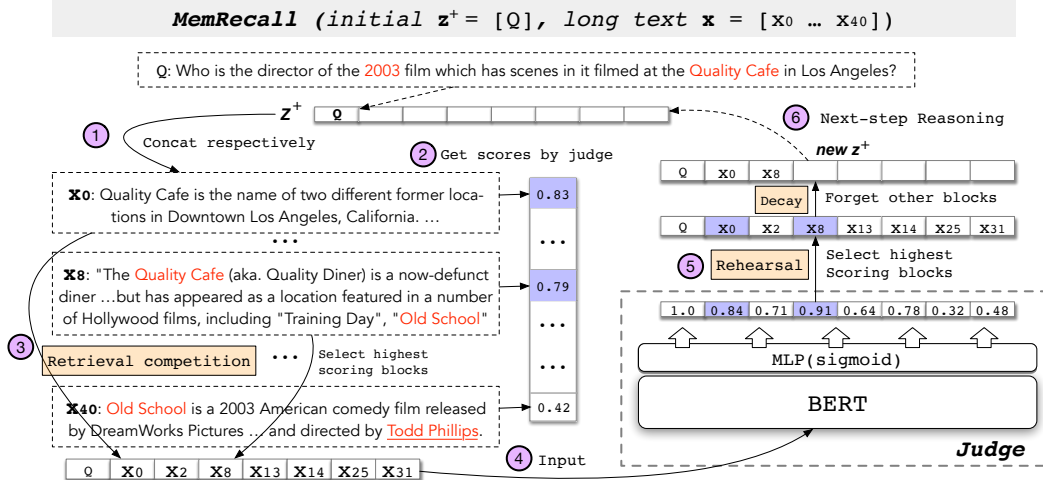 MemRecall (initial z+ = [Q], long text x = [x0 … x40])
Q: Who is the director of the 2003 film which has scenes in it filmed at the Quality Cafe in Los Angeles?
z+ Q
1 Concat respectively
2 Get scores by judge
x0: Quality Cafe is the name of two different former loca-
tions in Downtown Los Angeles, California. …
0.83
...
...
x8: "The Quality Cafe (aka. Quality Diner) is a now-defunct
diner …but has appeared as a location featured in a number
of Hollywood films, including "Training Day", "Old School"
0.79
...
...
3 Retrieval competition
... Select highest
scoring blocks
x40: Old School is a 2003 American comedy film released
by DreamWorks Pictures … and directed by Todd Phillips.
0.42
Q x0 x2 x8 x13 x14 x25 x31
4 Input
6 Next-step Reasoning
new z+
Q x0 x8
Decay Forget other blocks
Q x0 x2 x8 x13 x14 x25 x31
5 Rehearsal Select highest
Scoring blocks
1.0 0.84 0.71 0.91 0.64 0.78 0.32 0.48
MLP(sigmoid)
BERT
Judge